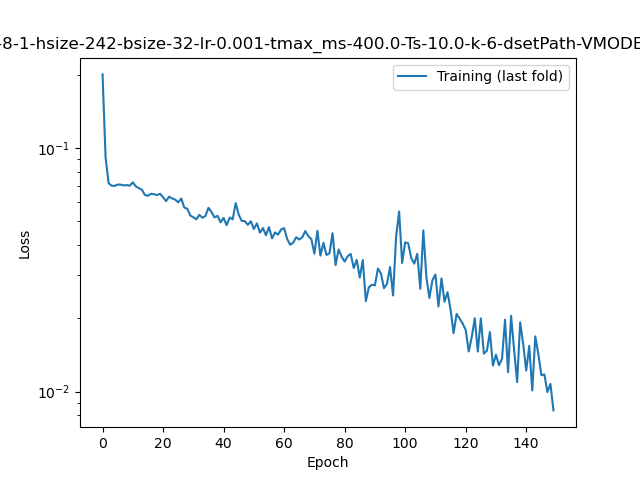 -8-1-hsize-242-bsize-32-lr-0.001-tmax_ms-400.0-Ts-10.0-k-6-dsetPath-VMODE
Training (last fold)
10⁻¹
10⁻²
Loss
0 20 40 60 80 100 120 140
Epoch